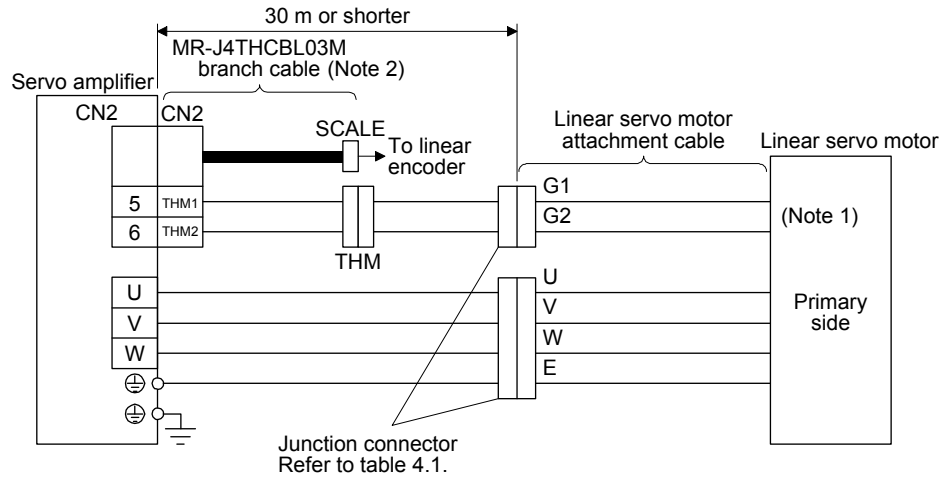 30 m or shorter
MR-J4THCBL03M
branch cable (Note 2)
Servo amplifier
CN2
CN2
SCALE
To linear
encoder
Linear servo motor
attachment cable
Linear servo motor
5
THM1
G1
6
THM2
G2
(Note 1)
THM
U
U
V
V
W
W
E
Primary
side
Junction connector
Refer to table 4.1.